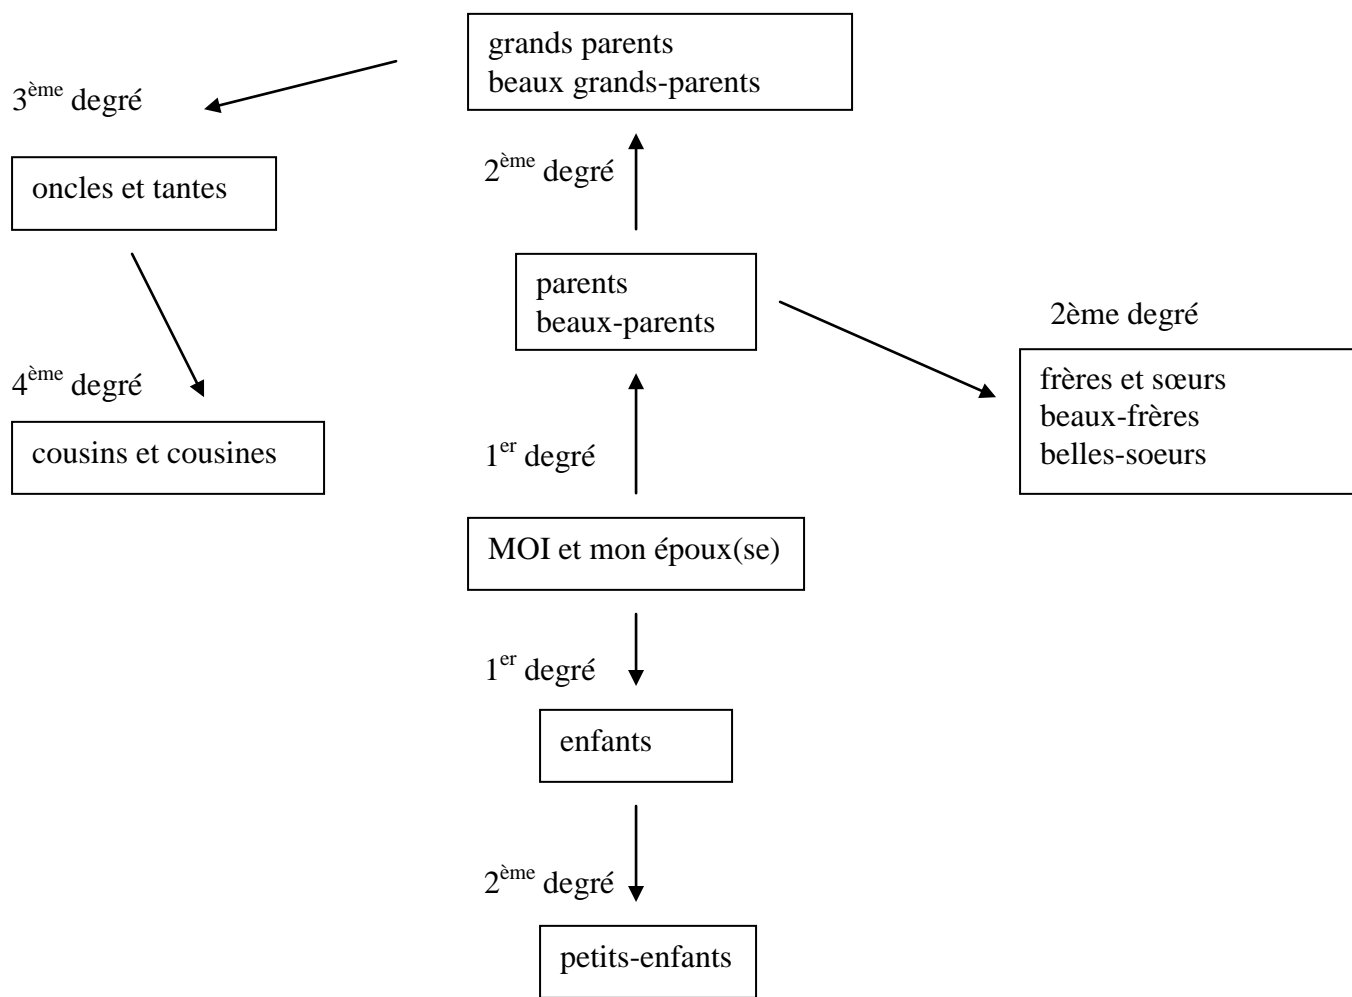 grands parents
beaux grands-parents
3ème degré
2ème degré
oncles et tantes
parents
beaux-parents
2ème degré
frères et sœurs
beaux-frères
belles-soeurs
4ème degré
cousins et cousines
1er degré
MOI et mon époux(se)
1er degré
enfants
2ème degré
petits-enfants